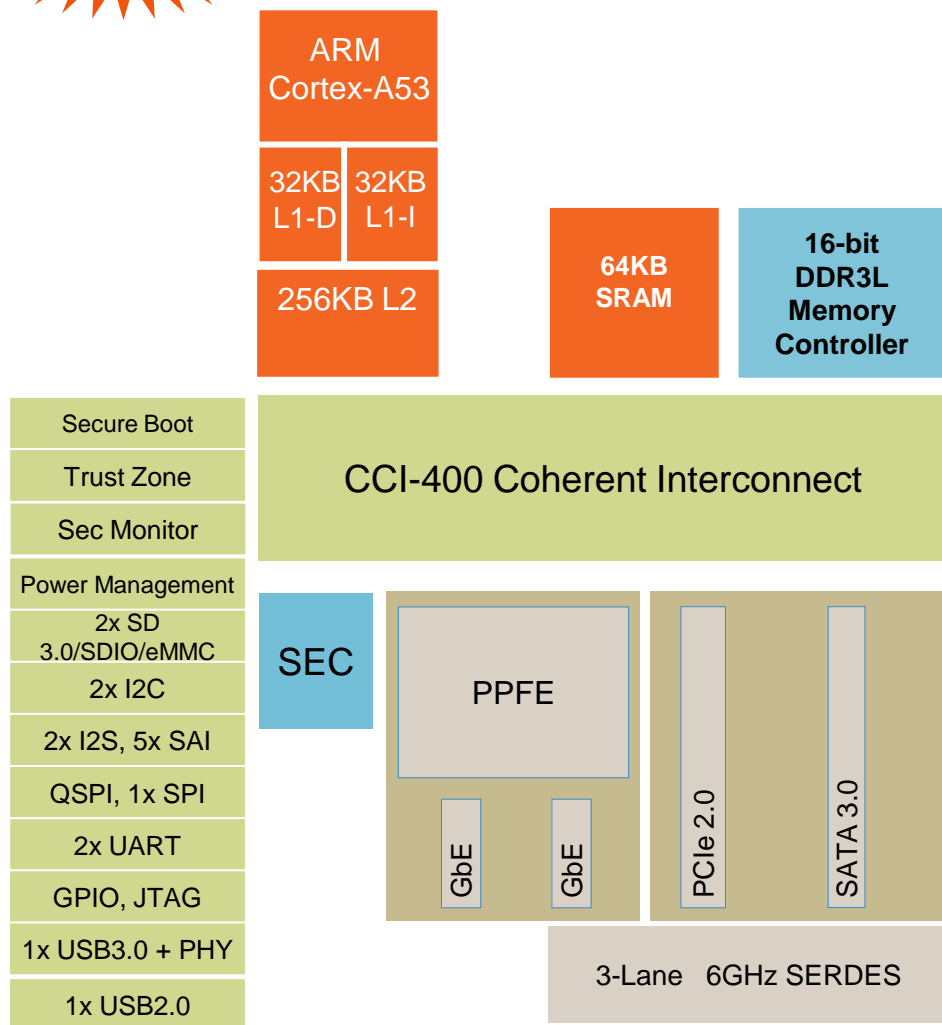 ARM
Cortex-A53
32KB
L1-D
32KB
L1-I
256KB L2
64KB
SRAM
16-bit
DDR3L
Memory
Controller
Secure Boot
Trust Zone
Sec Monitor
Power Management
2x SD
3.0/SDIO/eMMC
2x I2C
2x I2S, 5x SAI
QSPI, 1x SPI
2x UART
GPIO, JTAG
1x USB3.0 + PHY
1x USB2.0
CCI-400 Coherent Interconnect
SEC
PPFE
GbE
GbE
PCIe 2.0
SATA 3.0
3-Lane 6GHz SERDES